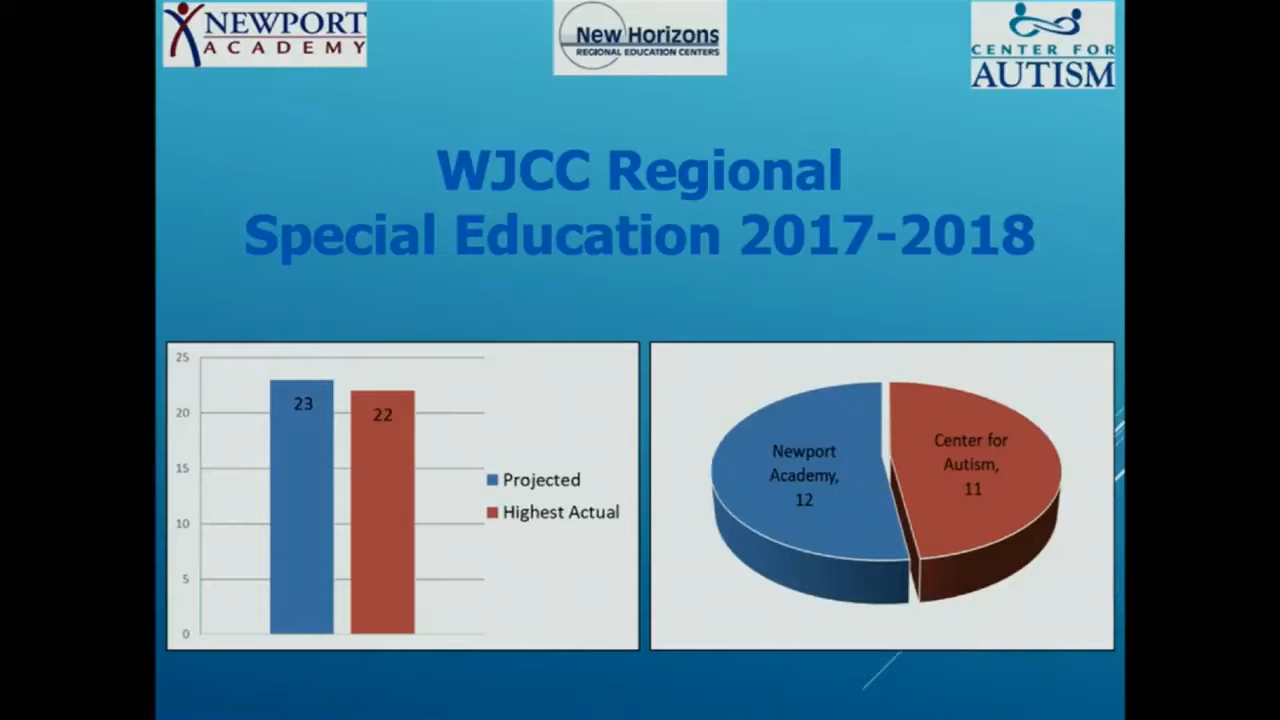 NEWPORT
ACADEMY
New Horizons
REGIONAL EDUCATION CENTERS
CENTER FOR
AUTISM
WJCC Regional
Special Education 2017-2018
25
20
15
10
5
0
23
22
Projected
Highest Actual
Newport
Academy,
12
Center for
Autism,
11